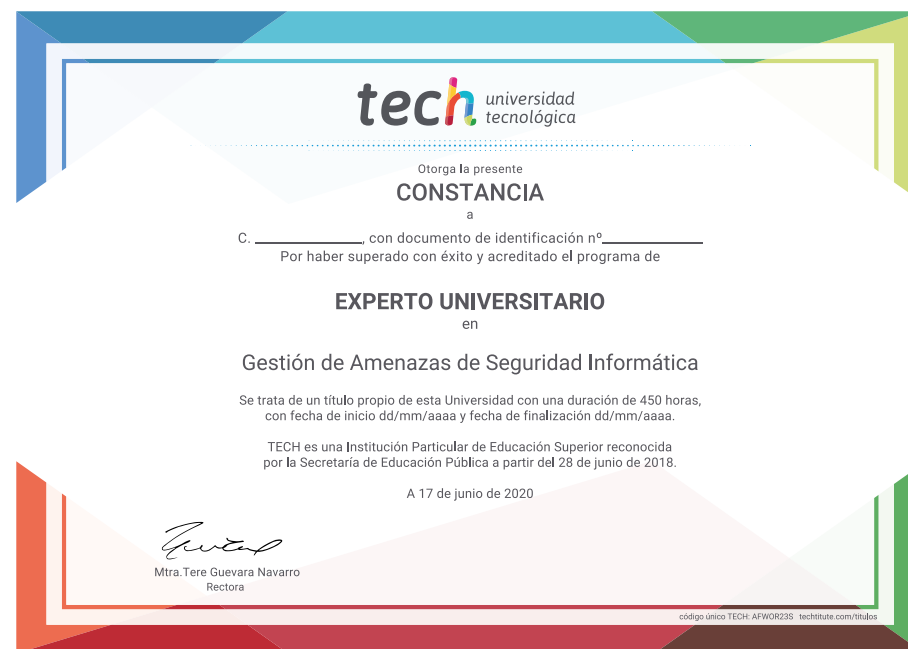 tech universidad
tecnológica
Otorga la presente
CONSTANCIA
a
C. ____________, con documento de identificación nº____________
Por haber superado con éxito y acreditado el programa de
EXPERTO UNIVERSITARIO
en
Gestión de Amenazas de Seguridad Informática
Se trata de un título propio de esta Universidad con una duración de 450 horas,
con fecha de inicio dd/mm/aaaa y fecha de finalización dd/mm/aaaa.
TECH es una Institución Particular de Educación Superior reconocida
por la Secretaría de Educación Pública a partir del 28 de junio de 2018.
A 17 de junio de 2020
Mtra.Tere Guevara Navarro
Rectora
código único TECH: AFWOR23S techtitute.com/titulos